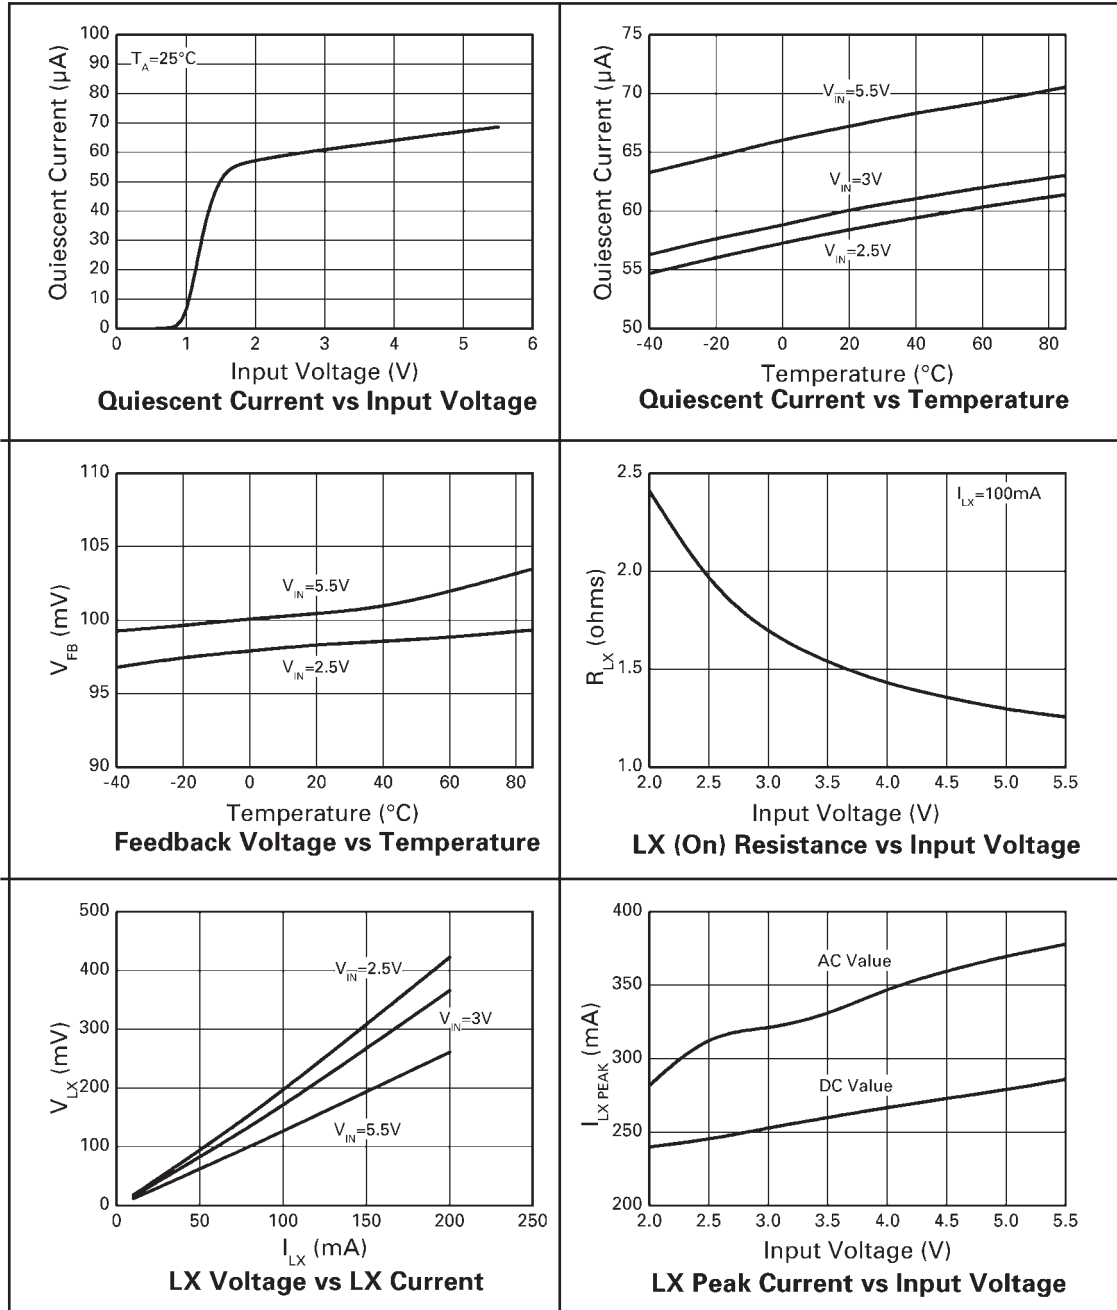 Quiescent Current (µA)
100
90
80
70
60
50
40
30
20
10
0
T_A=25°C
0 1 2 3 4 5 6
Input Voltage (V)
Quiescent Current vs Input Voltage
Quiescent Current (µA)
75
70
65
60
55
50
V_IN=5.5V
V_IN=3V
V_IN=2.5V
-40 -20 0 20 40 60 80
Temperature (°C)
Quiescent Current vs Temperature
V_FB (mV)
110
105
100
95
90
V_IN=5.5V
V_IN=2.5V
-40 -20 0 20 40 60 80
Temperature (°C)
Feedback Voltage vs Temperature
R_LX (ohms)
2.5
2.0
1.5
1.0
I_LX=100mA
2.0 2.5 3.0 3.5 4.0 4.5 5.0 5.5
Input Voltage (V)
LX (On) Resistance vs Input Voltage
V_LX (mV)
500
400
300
200
100
0
V_IN=2.5V
V_IN=3V
V_IN=5.5V
0 50 100 150 200 250
I_LX (mA)
LX Voltage vs LX Current
I_LX PEAK (mA)
400
350
300
250
200
AC Value
DC Value
2.0 2.5 3.0 3.5 4.0 4.5 5.0 5.5
Input Voltage (V)
LX Peak Current vs Input Voltage